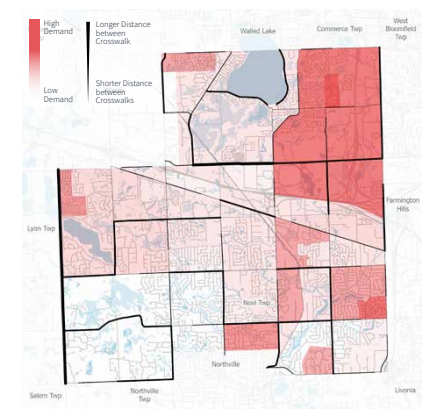 High
Demand
Low
Demand
Longer Distance
between
Crosswalk
Shorter Distance
between
Crosswalks
Walled Lake
Commerce Twp
West
Bloomfield
Twp
Farmington
Hills
Lyon Twp
Novi Twp
Northville
Salem Twp
Northville
Twp
Livonia